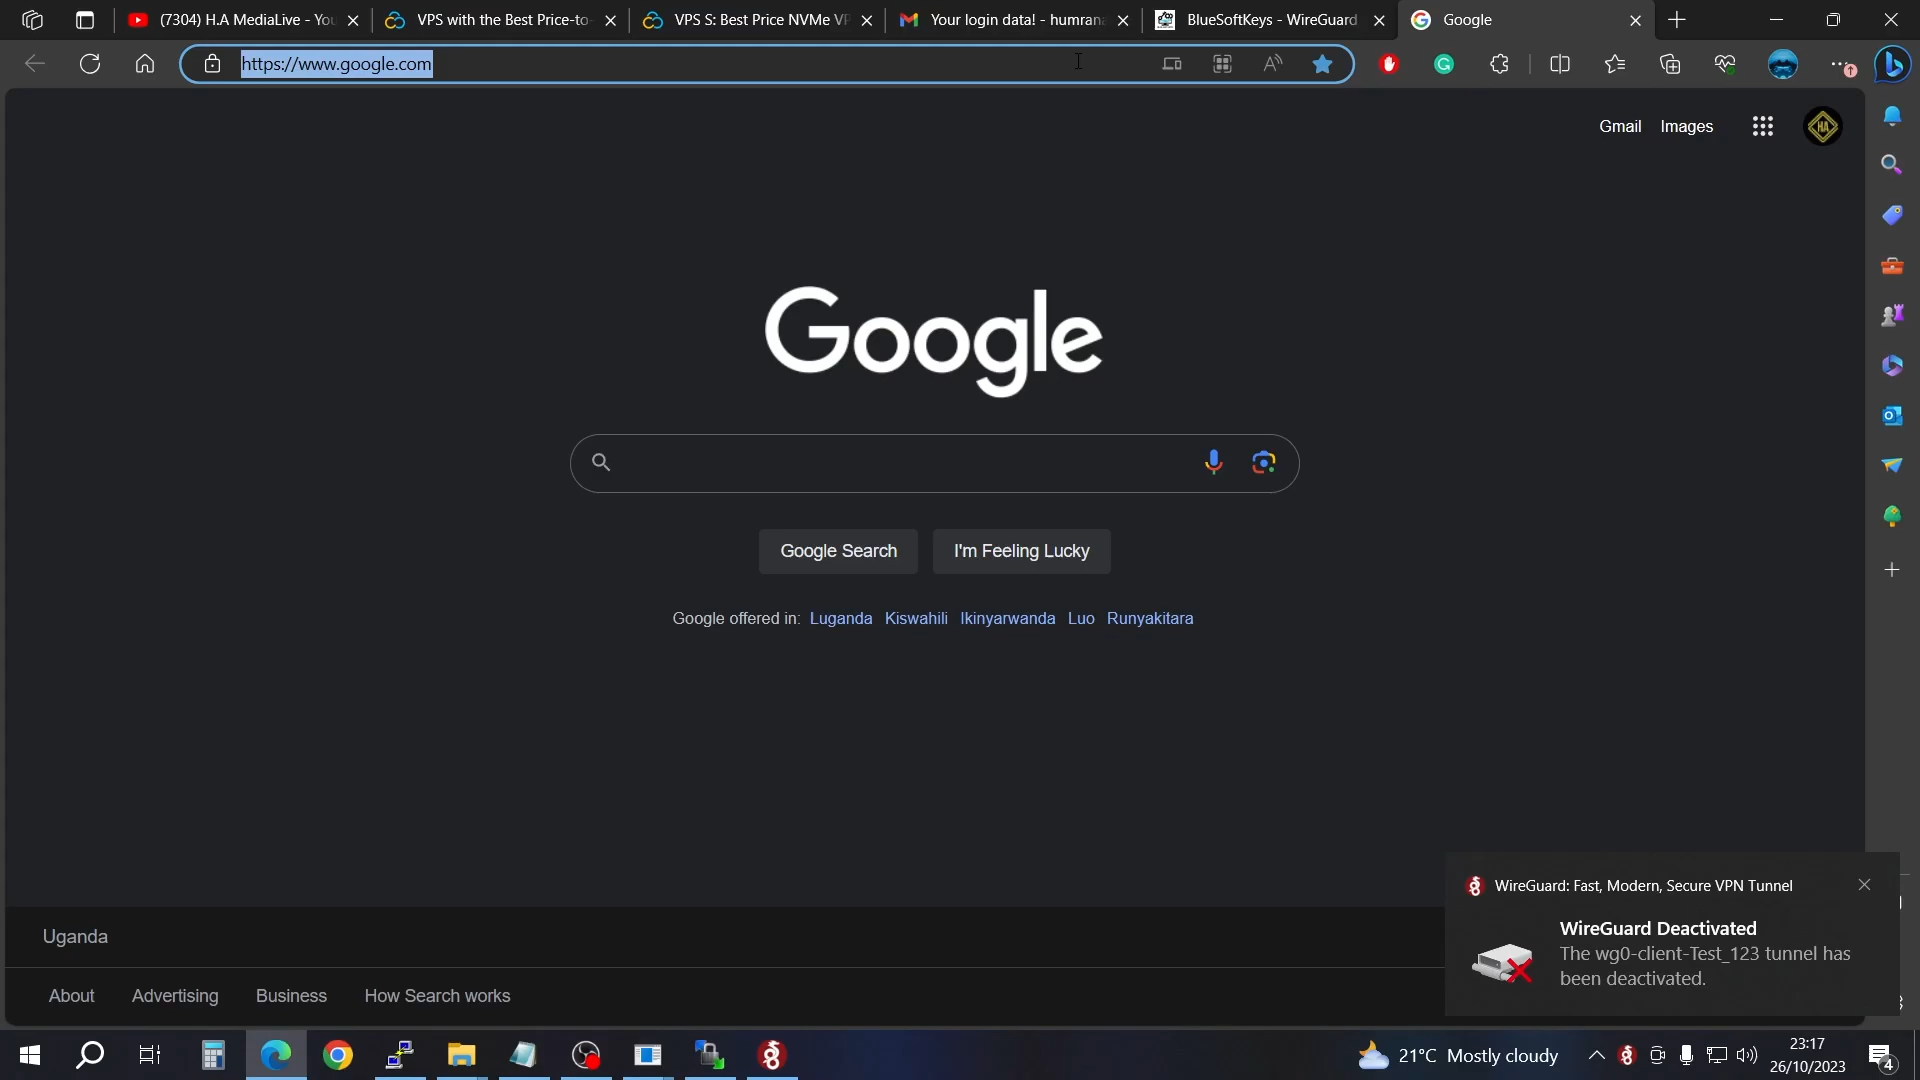 (7304) H.A MediaLive - You
VPS with the Best Price-to-
VPS S: Best Price NVMe VP
Your login data! - humrana
BlueSoftKeys - WireGuard
Google
https://www.google.com
Gmail
Images
Google
Google Search
I'm Feeling Lucky
Google offered in: Luganda Kiswahili Ikinyarwanda Luo Runyakitara
WireGuard: Fast, Modern, Secure VPN Tunnel
WireGuard Deactivated
The wg0-client-Test_123 tunnel has
been deactivated.
Uganda
About
Advertising
Business
How Search works
21°C Mostly cloudy
23:17
26/10/2023
4